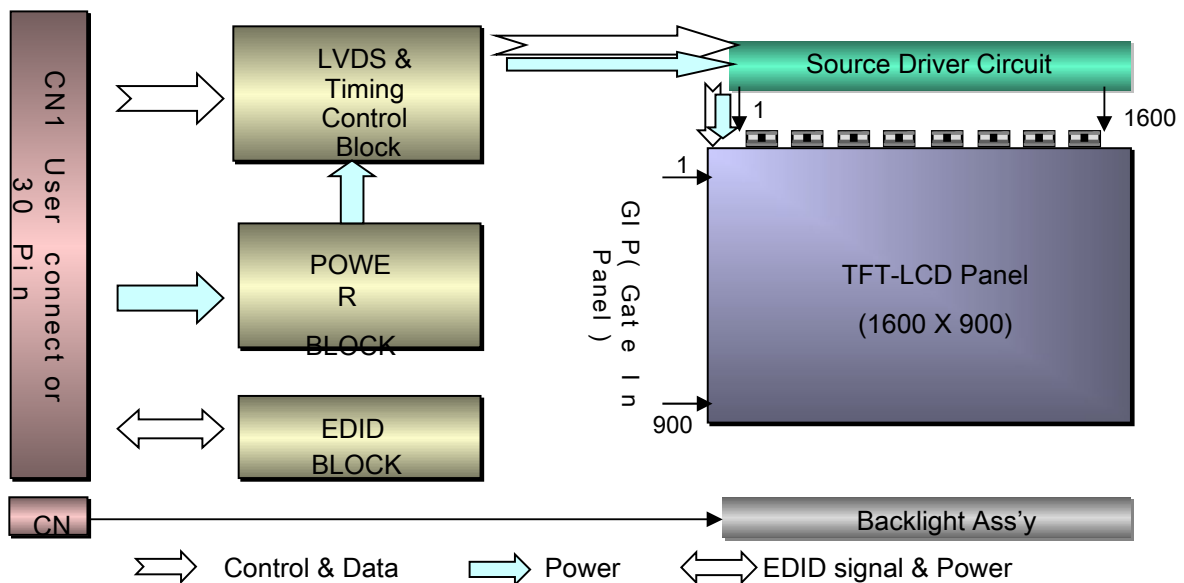 CN1 User connector
30 Pin
LVDS &
Timing
Control
Block
POWE
R
BLOCK
EDID
BLOCK
Source Driver Circuit
1
1600
1
GIP( Gate In
Panel)
900
TFT-LCD Panel
(1600 X 900)
CN
Backlight Ass'y
Control & Data
Power
EDID signal & Power